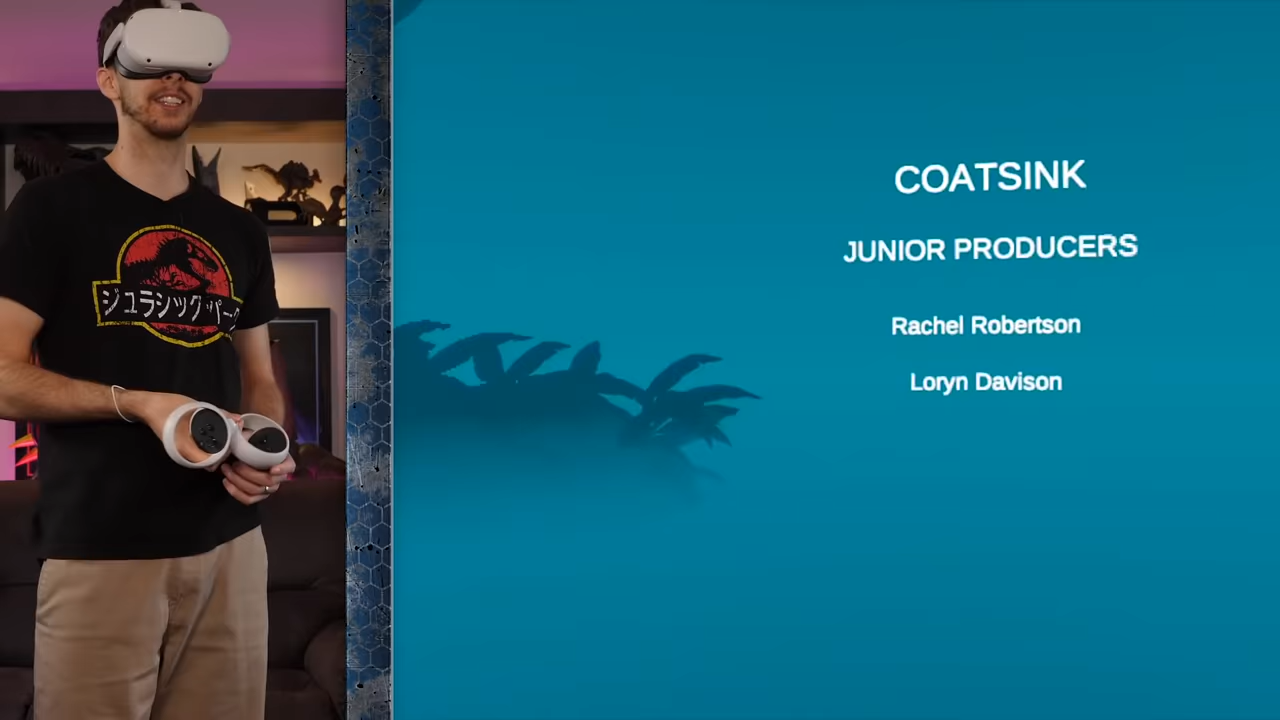 COATSINK
JUNIOR PRODUCERS
Rachel Robertson
Loryn Davison
ジュラシック・パーク